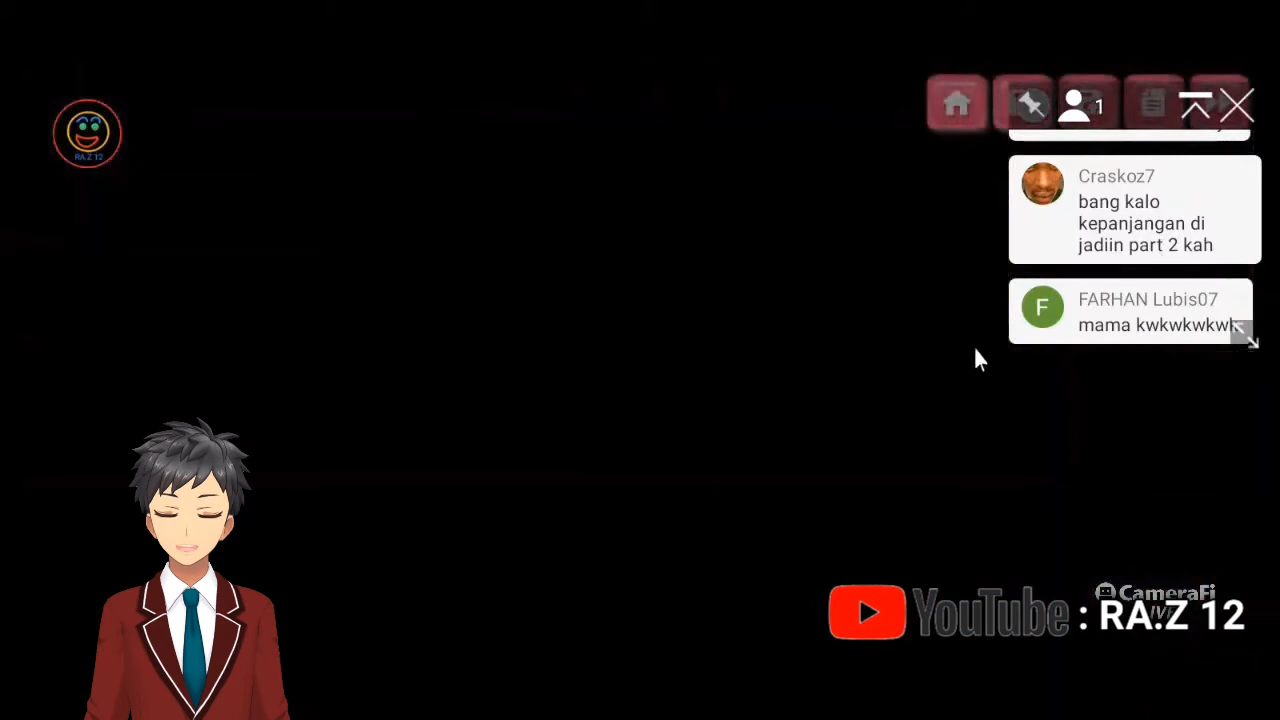 RA.Z 12
1
Craskoz7
bang kalo
kepanjangan di
jadiin part 2 kah
F
FARHAN Lubis07
mama kwkwkwkwk
CameraFi
YouTube : RA.Z 12